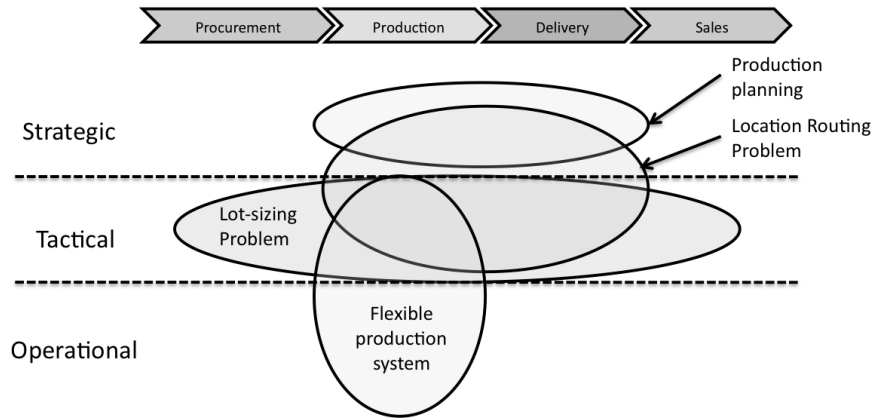 Procurement
Production
Delivery
Sales
Production
planning
Strategic
Location Routing
Problem
Lot-sizing
Problem
Tactical
Flexible
production
system
Operational